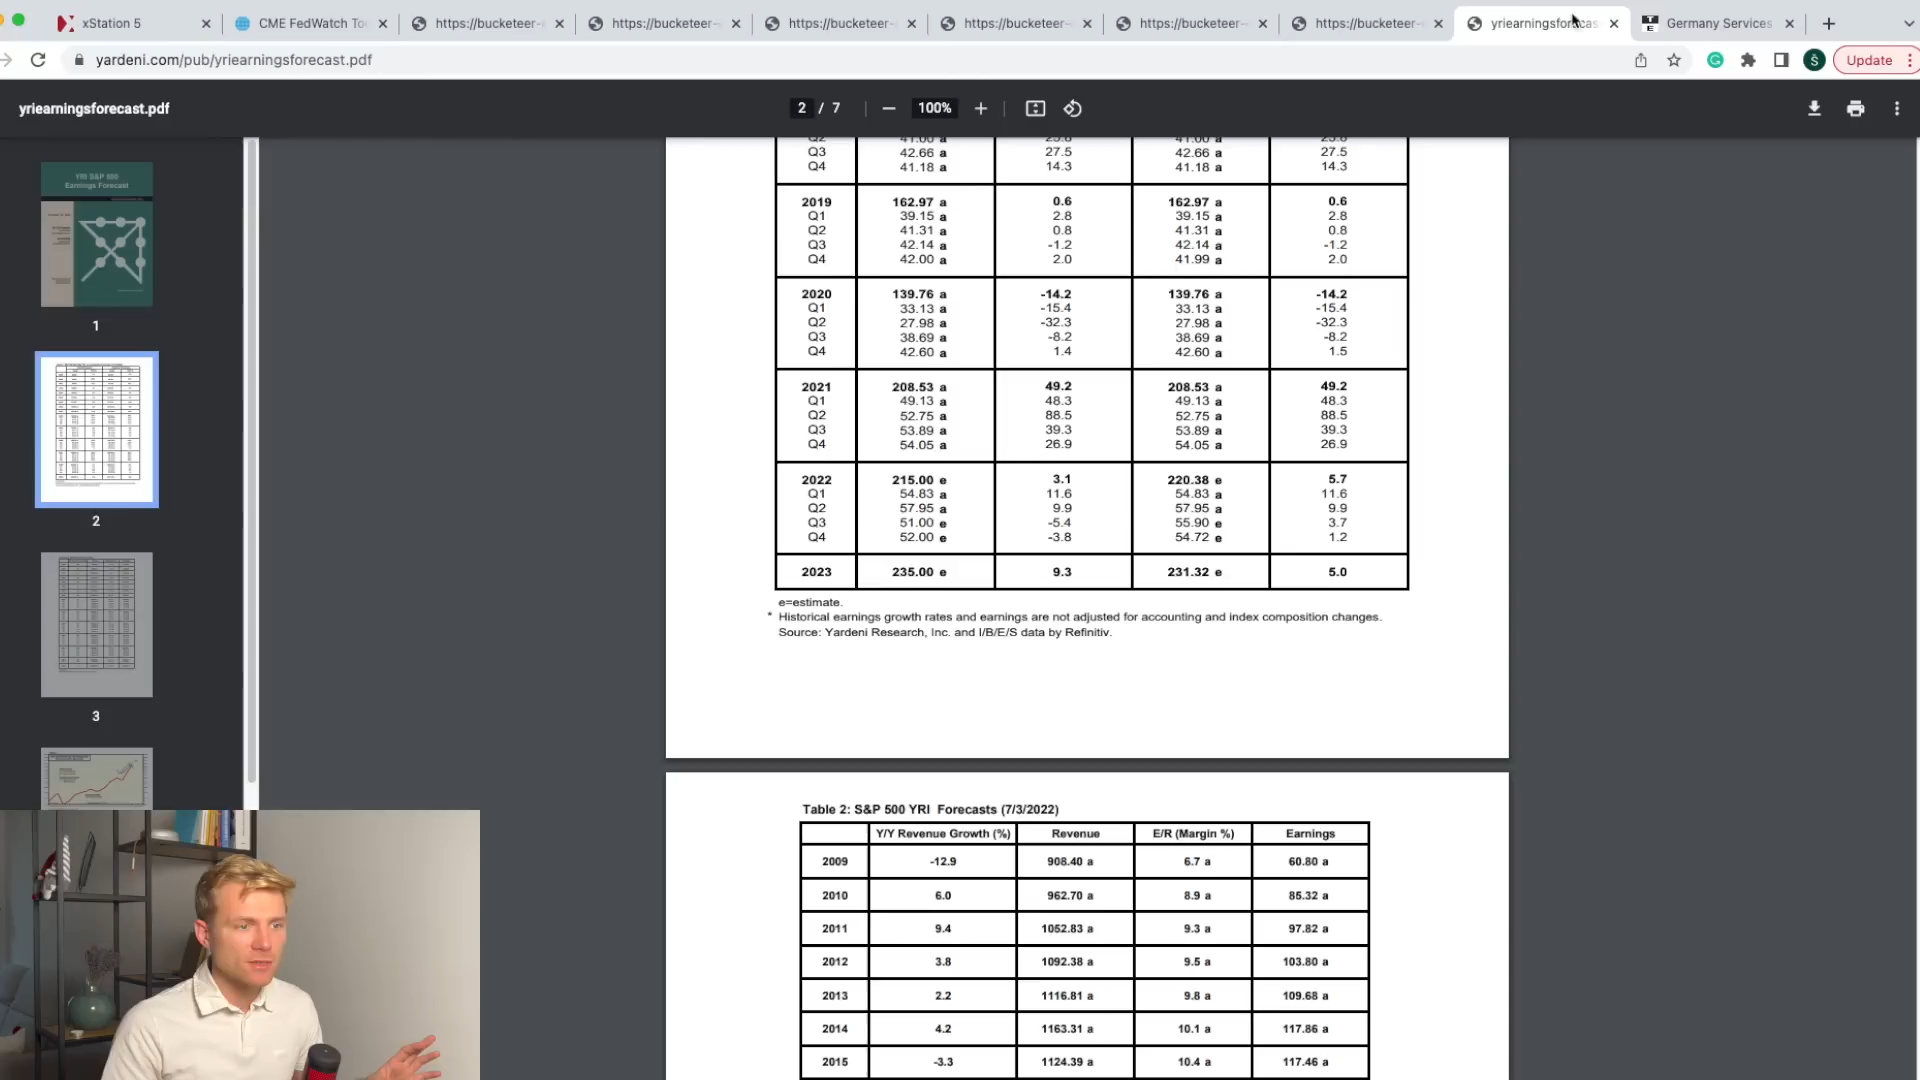 xStation 5
CME FedWatch To
https://bucketeer-
https://bucketeer-
https://bucketeer-
https://bucketeer-
https://bucketeer-
https://bucketeer-
yriearningsforecas
Germany Services
yardeni.com/pub/yriearningsforecast.pdf
Š
Update
yriearningsforecast.pdf
2 / 7
100%
YRI S&P 500
Earnings Forecast
1
2
3
Q2 41.00 a 25.6 41.00 a 25.6
Q3 42.66 a 27.5 42.66 a 27.5
Q4 41.18 a 14.3 41.18 a 14.3
2019 162.97 a 0.6 162.97 a 0.6
Q1 39.15 a 2.8 39.15 a 2.8
Q2 41.31 a 0.8 41.31 a 0.8
Q3 42.14 a -1.2 42.14 a -1.2
Q4 42.00 a 2.0 41.99 a 2.0
2020 139.76 a -14.2 139.76 a -14.2
Q1 33.13 a -15.4 33.13 a -15.4
Q2 27.98 a -32.3 27.98 a -32.3
Q3 38.69 a -8.2 38.69 a -8.2
Q4 42.60 a 1.4 42.60 a 1.5
2021 208.53 a 49.2 208.53 a 49.2
Q1 49.13 a 48.3 49.13 a 48.3
Q2 52.75 a 88.5 52.75 a 88.5
Q3 53.89 a 39.3 53.89 a 39.3
Q4 54.05 a 26.9 54.05 a 26.9
2022 215.00 e 3.1 220.38 e 5.7
Q1 54.83 a 11.6 54.83 a 11.6
Q2 57.95 a 9.9 57.95 a 9.9
Q3 51.00 e -5.4 55.90 e 3.7
Q4 52.00 e -3.8 54.72 e 1.2
2023 235.00 e 9.3 231.32 e 5.0
e=estimate.
* Historical earnings growth rates and earnings are not adjusted for accounting and index composition changes.
Source: Yardeni Research, Inc. and I/B/E/S data by Refinitiv.
Table 2: S&P 500 YRI Forecasts (7/3/2022)
Y/Y Revenue Growth (%) Revenue E/R (Margin %) Earnings
2009 -12.9 908.40 a 6.7 a 60.80 a
2010 6.0 962.70 a 8.9 a 85.32 a
2011 9.4 1052.83 a 9.3 a 97.82 a
2012 3.8 1092.38 a 9.5 a 103.80 a
2013 2.2 1116.81 a 9.8 a 109.68 a
2014 4.2 1163.31 a 10.1 a 117.86 a
2015 -3.3 1124.39 a 10.4 a 117.46 a